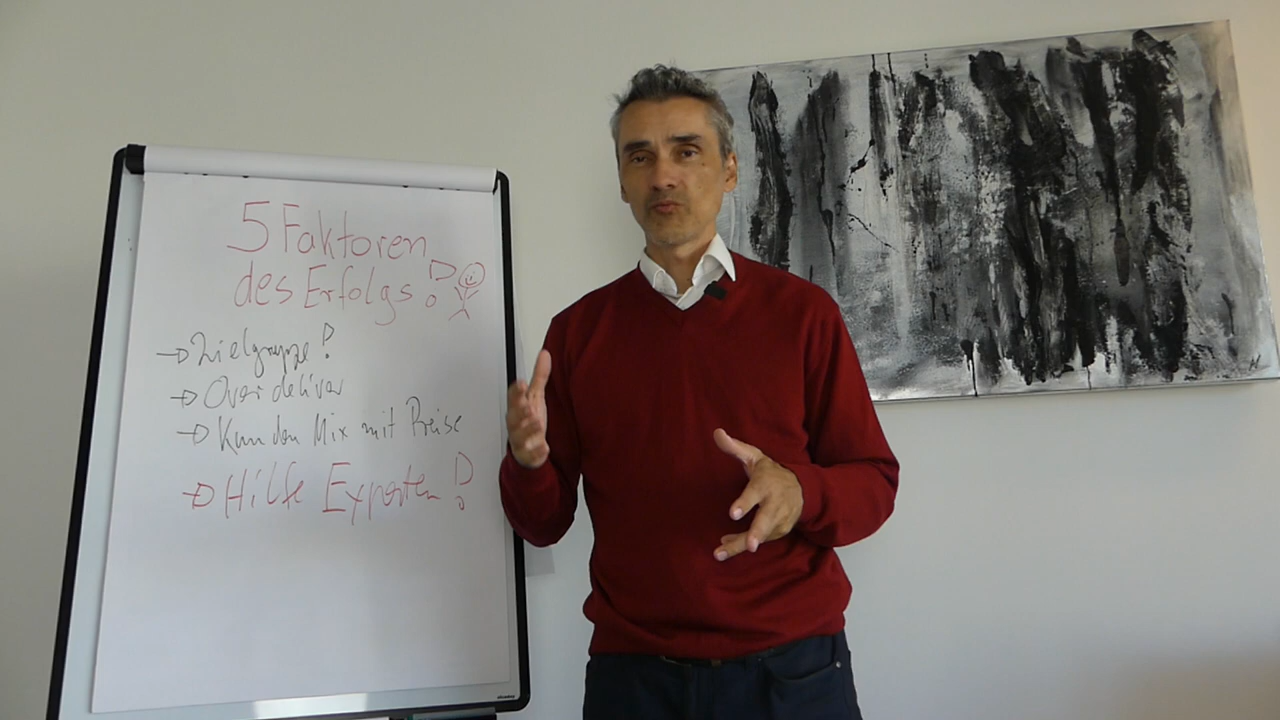 5 Faktoren
des Erfolgs!
→ Zielgruppe!
→ Over deliver
→ Kunden Mix mit Preise
→ Hilfe Experten!